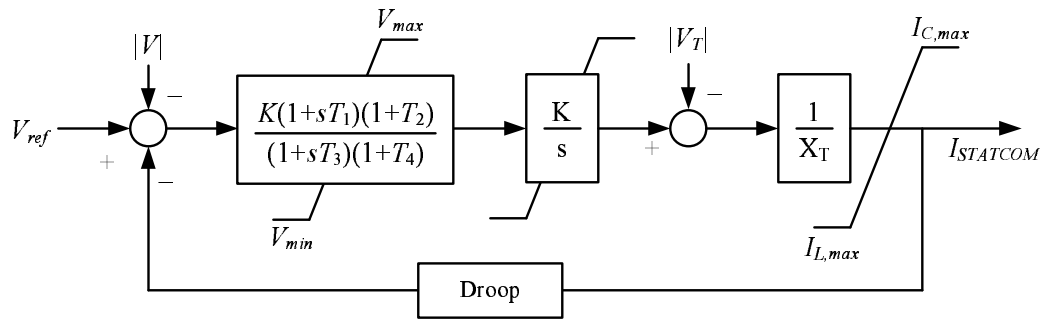 V_max
I_C,max
|V|
|V_T|
−
−
V_ref
K(1+sT_1)(1+T_2)
(1+sT_3)(1+T_4)
K
s
1
X_T
+
+
−
I_STATCOM
V_min
I_L,max
Droop